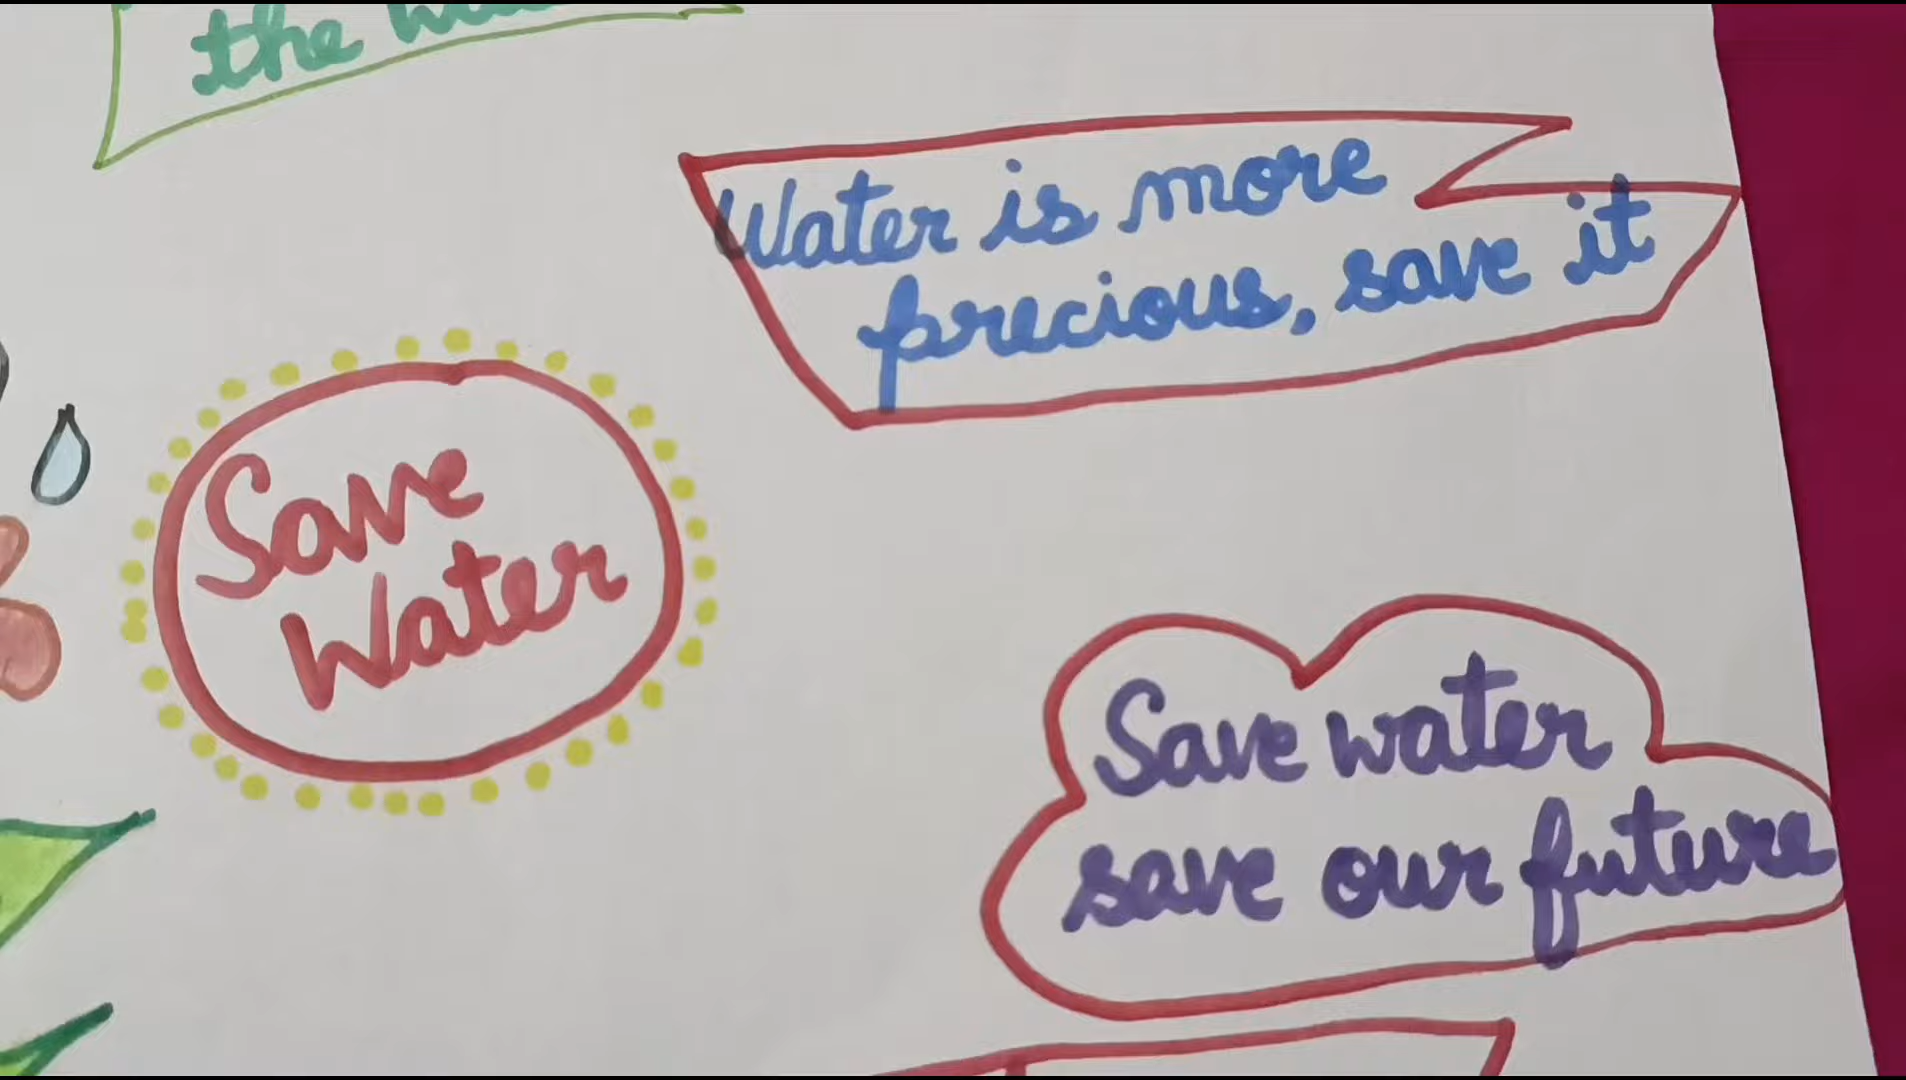 the
Water is more
precious, save it
Save
Water
Save water
save our future